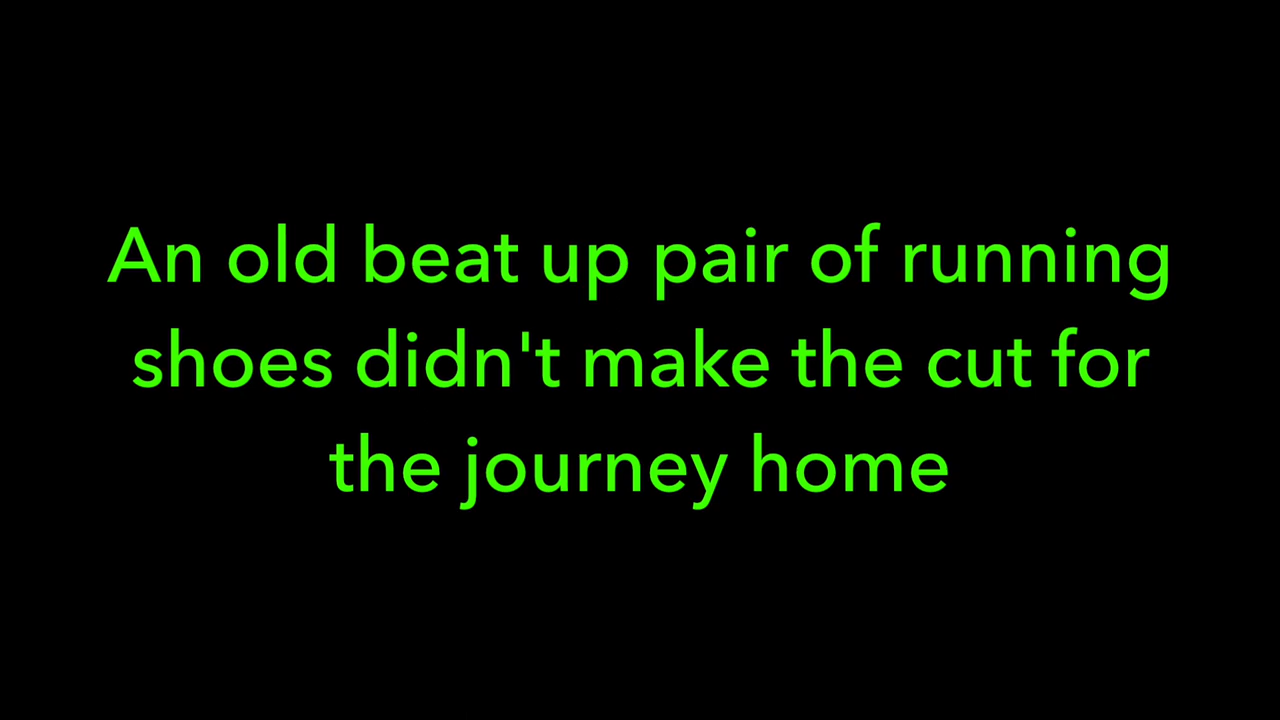 An old beat up pair of running
shoes didn't make the cut for
the journey home